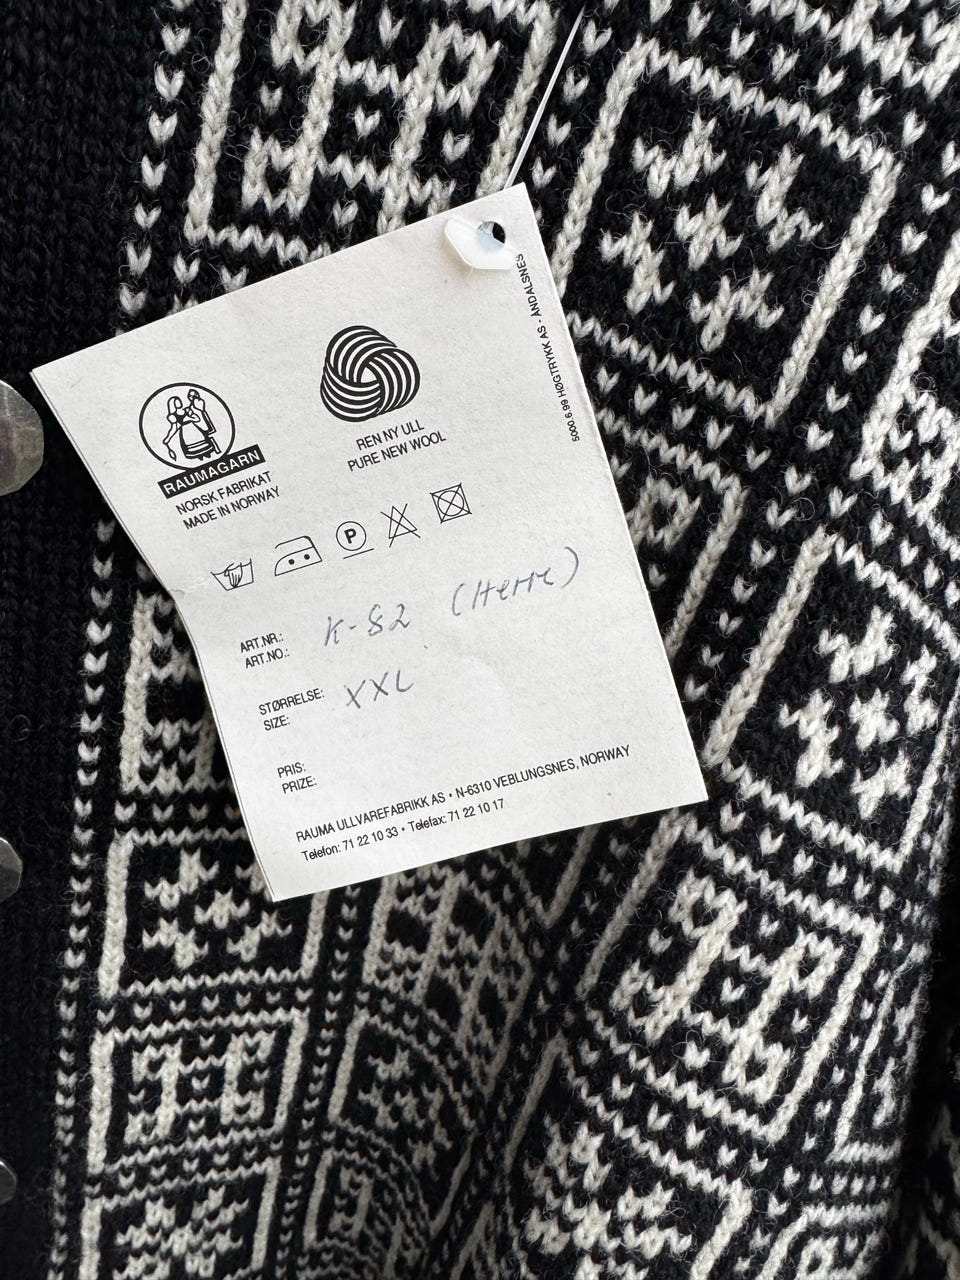 5000.6.99 HØGTRYKK AS - ÅNDALSNES
RAUMAGARN
NORSK FABRIKAT
MADE IN NORWAY
REN NY ULL
PURE NEW WOOL
P
ART.NR.:
ART.NO.:
K-82 (Herre)
STØRRELSE:
SIZE:
XXL
PRIS:
PRIZE:
RAUMA ULLVAREFABRIKK AS • N-6310 VEBLUNGSNES, NORWAY
Telefon: 71 22 10 33 • Telefax: 71 22 10 17